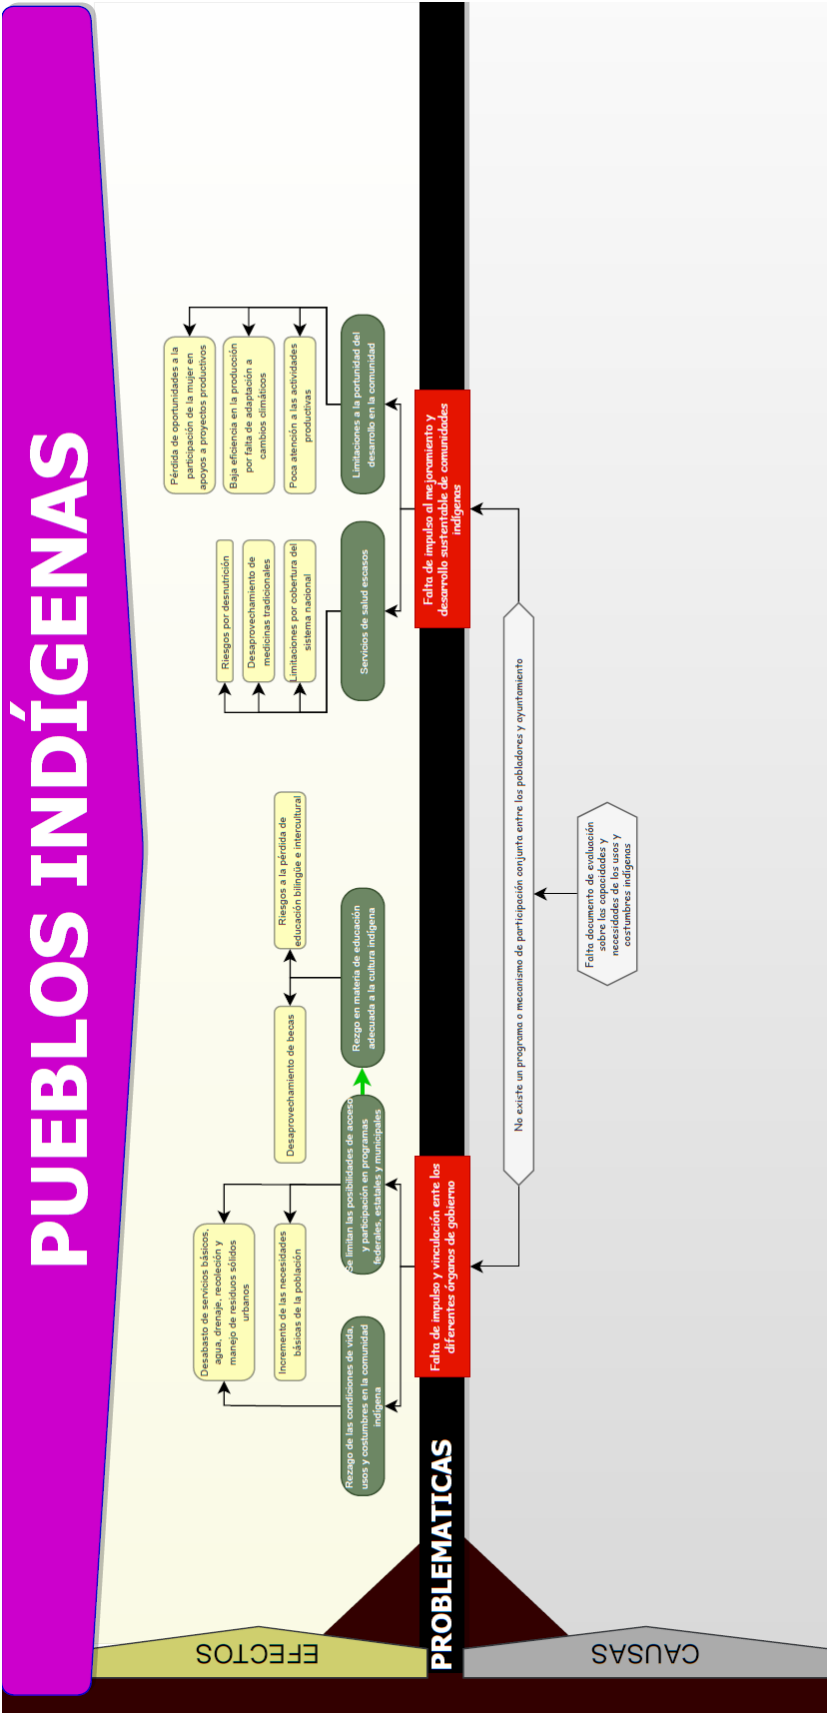 PUEBLOS INDÍGENAS
EFECTOS
Desabasto de servicios básicos,
agua, drenaje, recoleción y
manejo de residuos sólidos
urbanos
Incremento de las necesidades
básicas de la población
Desaprovechamiento de becas
Riesgos a la pérdida de
educación bilingüe e intercultural
Riesgos por desnutrición
Desaprovechamiento de
medicinas tradicionales
Limitaciones por cobertura del
sistema nacional
Pérdida de oportunidades a la
participación de la mujer en
apoyos a proyectos productivos
Baja eficiencia en la producción
por falta de adaptación a
cambios climáticos
Poca atención a las actividades
productivas
Rezago de las condiciones de vida,
usos y costumbres en la comunidad
indígena
Se limitan las posibilidades de acceso
y participación en programas
federales, estatales y municipales
Rezgo en materia de educación
adecuada a la cultura indígena
Servicios de salud escasos
Limitaciones a la portunidad del
desarrollo en la comunidad
PROBLEMATICAS
Falta de impulso y vinculación ente los
diferentes órganos de gobierno
Falta de impulso al mejoramiento y
desarrollo sustentable de comunidades
indígenas
CAUSAS
No existe un programa o mecanismo de participación conjunta entre los pobladores y ayuntamiento
Falta documento de evaluación
sobre las capacidades y
necesidades de los usos y
costumbres indígenas